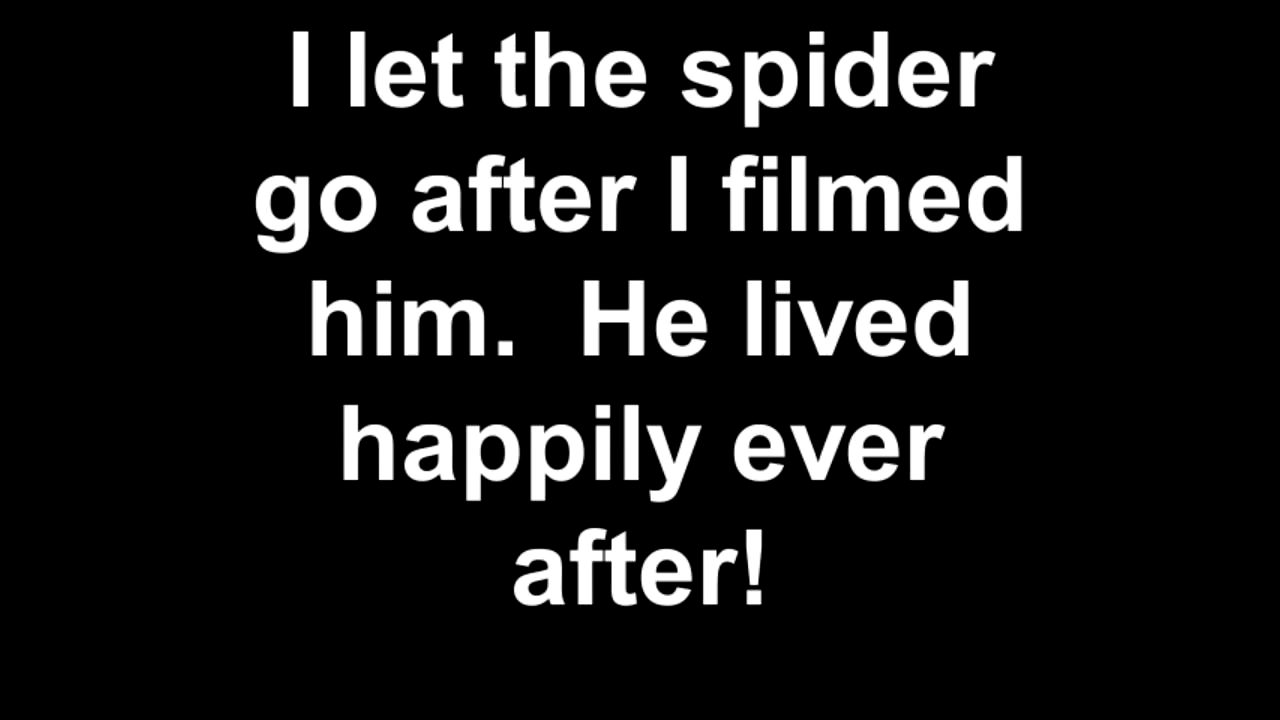 I let the spider
go after I filmed
him.  He lived
happily ever
after!